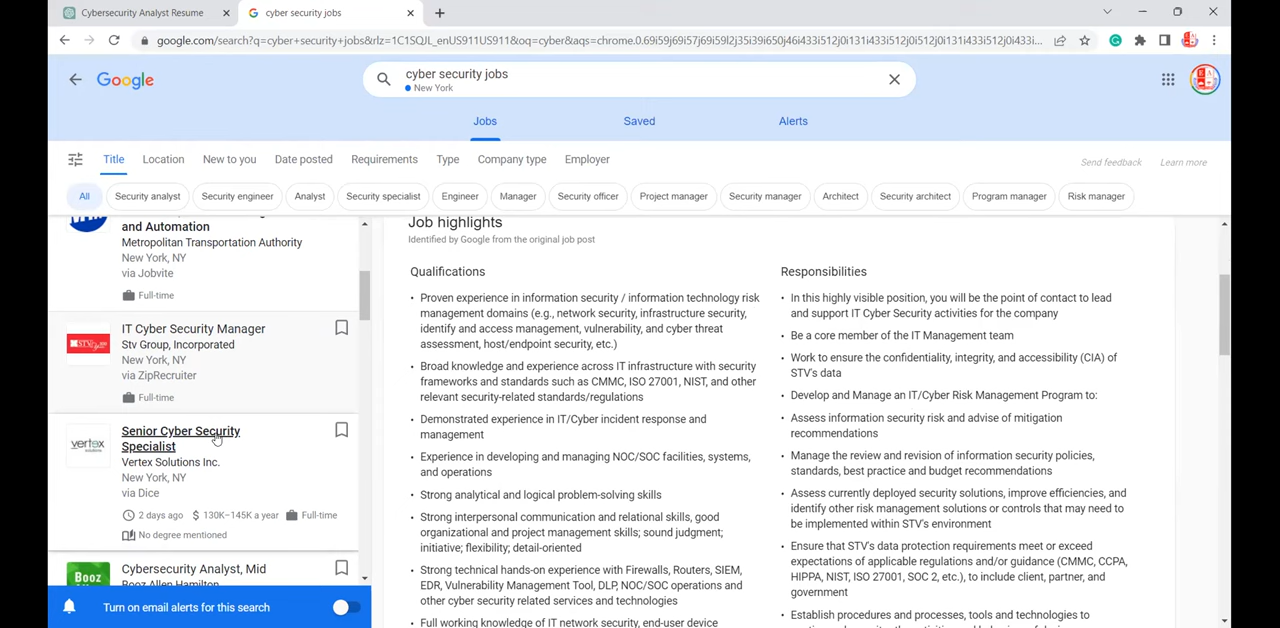 Cybersecurity Analyst Resume
cyber security jobs
google.com/search?q=cyber+security+jobs&rlz=1C1SQJL_enUS911US911&oq=cyber&aqs=chrome.0.69i59j69i57j69i59l2j35i39i650j46i433i512j0i131i433i512j0i512j0i131i433i512j0i433i...
Google
cyber security jobs
New York
Jobs
Saved
Alerts
Title
Location
New to you
Date posted
Requirements
Type
Company type
Employer
Send feedback
Learn more
All
Security analyst
Security engineer
Analyst
Security specialist
Engineer
Manager
Security officer
Project manager
Security manager
Architect
Security architect
Program manager
Risk manager
and Automation
Metropolitan Transportation Authority
New York, NY
via Jobvite
Full-time
IT Cyber Security Manager
Stv Group, Incorporated
New York, NY
via ZipRecruiter
Full-time
Senior Cyber Security
Specialist
vertex
solutions
Vertex Solutions Inc.
New York, NY
via Dice
2 days ago
$ 130K–145K a year
Full-time
No degree mentioned
Cybersecurity Analyst, Mid
Booz
Booz Allen Hamilton
Turn on email alerts for this search
Job highlights
Identified by Google from the original job post
Qualifications
• Proven experience in information security / information technology risk
management domains (e.g., network security, infrastructure security,
identify and access management, vulnerability, and cyber threat
assessment, host/endpoint security, etc.)
• Broad knowledge and experience across IT infrastructure with security
frameworks and standards such as CMMC, ISO 27001, NIST, and other
relevant security-related standards/regulations
• Demonstrated experience in IT/Cyber incident response and
management
• Experience in developing and managing NOC/SOC facilities, systems,
and operations
• Strong analytical and logical problem-solving skills
• Strong interpersonal communication and relational skills, good
organizational and project management skills; sound judgment;
initiative; flexibility; detail-oriented
• Strong technical hands-on experience with Firewalls, Routers, SIEM,
EDR, Vulnerability Management Tool, DLP, NOC/SOC operations and
other cyber security related services and technologies
• Full working knowledge of IT network security, end-user device
Responsibilities
• In this highly visible position, you will be the point of contact to lead
and support IT Cyber Security activities for the company
• Be a core member of the IT Management team
• Work to ensure the confidentiality, integrity, and accessibility (CIA) of
STV's data
• Develop and Manage an IT/Cyber Risk Management Program to:
• Assess information security risk and advise of mitigation
recommendations
• Manage the review and revision of information security policies,
standards, best practice and budget recommendations
• Assess currently deployed security solutions, improve efficiencies, and
identify other risk management solutions or controls that may need to
be implemented within STV's environment
• Ensure that STV's data protection requirements meet or exceed
expectations of applicable regulations and/or guidance (CMMC, CCPA,
HIPPA, NIST, ISO 27001, SOC 2, etc.), to include client, partner, and
government
• Establish procedures and processes, tools and technologies to